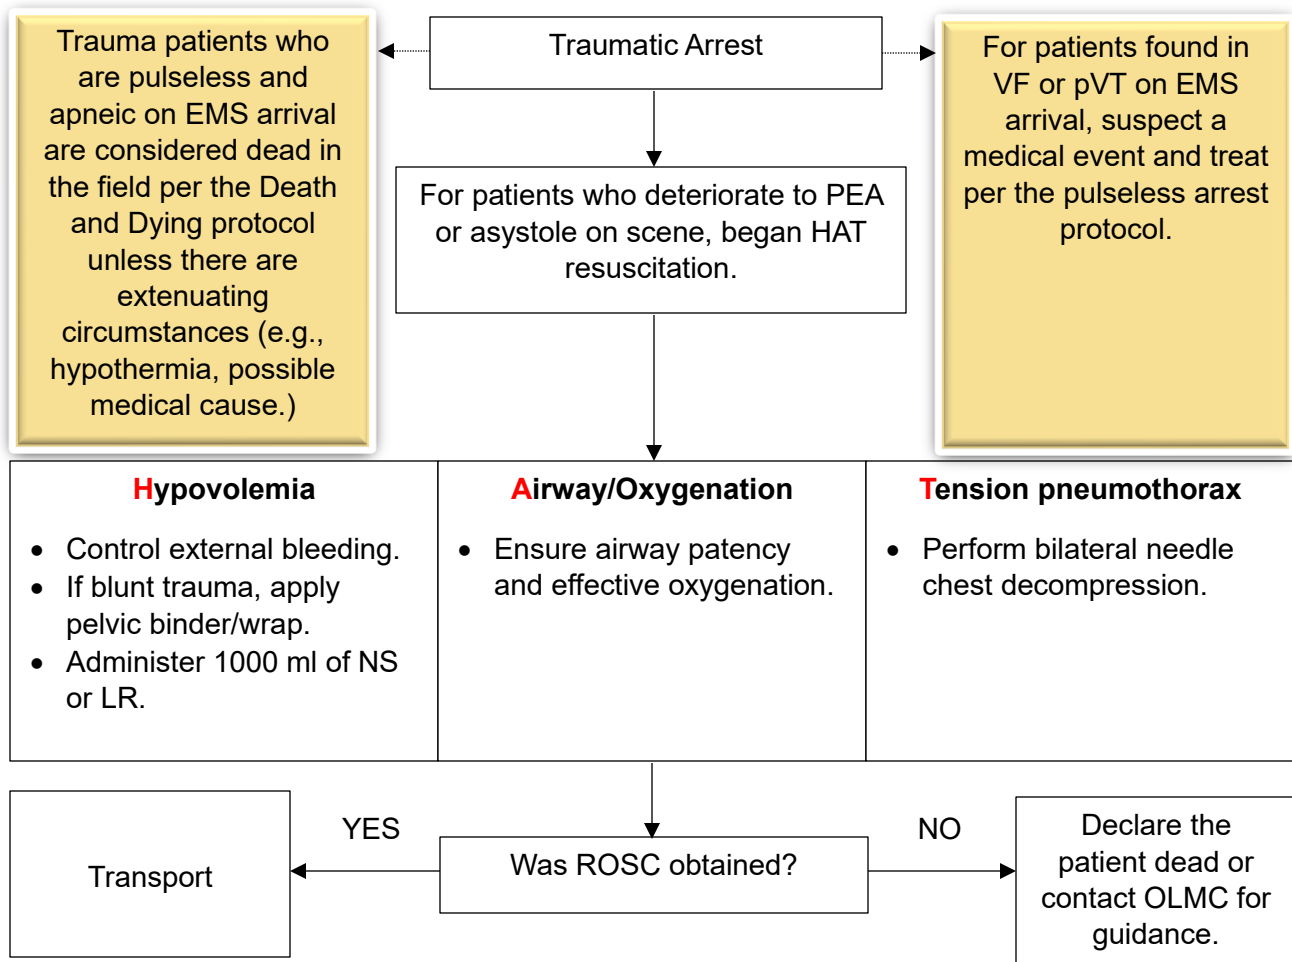 Trauma patients who
are pulseless and
apneic on EMS arrival
are considered dead in
the field per the Death
and Dying protocol
unless there are
extenuating
circumstances (e.g.,
hypothermia, possible
medical cause.)
Traumatic Arrest
For patients found in
VF or pVT on EMS
arrival, suspect a
medical event and treat
per the pulseless arrest
protocol.
For patients who deteriorate to PEA
or asystole on scene, began HAT
resuscitation.
Hypovolemia
• Control external bleeding.
• If blunt trauma, apply
pelvic binder/wrap.
• Administer 1000 ml of NS
or LR.
Airway/Oxygenation
• Ensure airway patency
and effective oxygenation.
Tension pneumothorax
• Perform bilateral needle
chest decompression.
Transport
YES
Was ROSC obtained?
NO
Declare the
patient dead or
contact OLMC for
guidance.